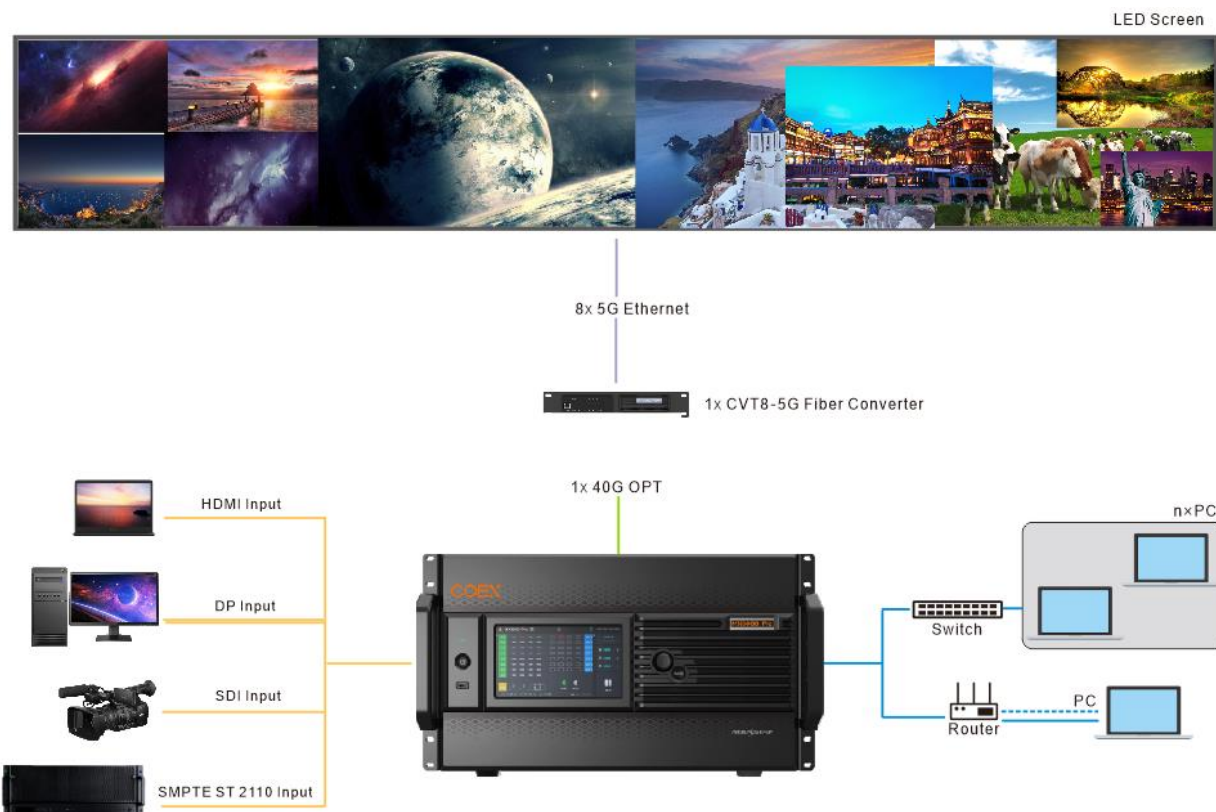 LED Screen
8x 5G Ethernet
1x CVT8-5G Fiber Converter
1x 40G OPT
HDMI Input
n×PC
COEX
DP Input
Switch
SDI Input
PC
Router
SMPTE ST 2110 Input